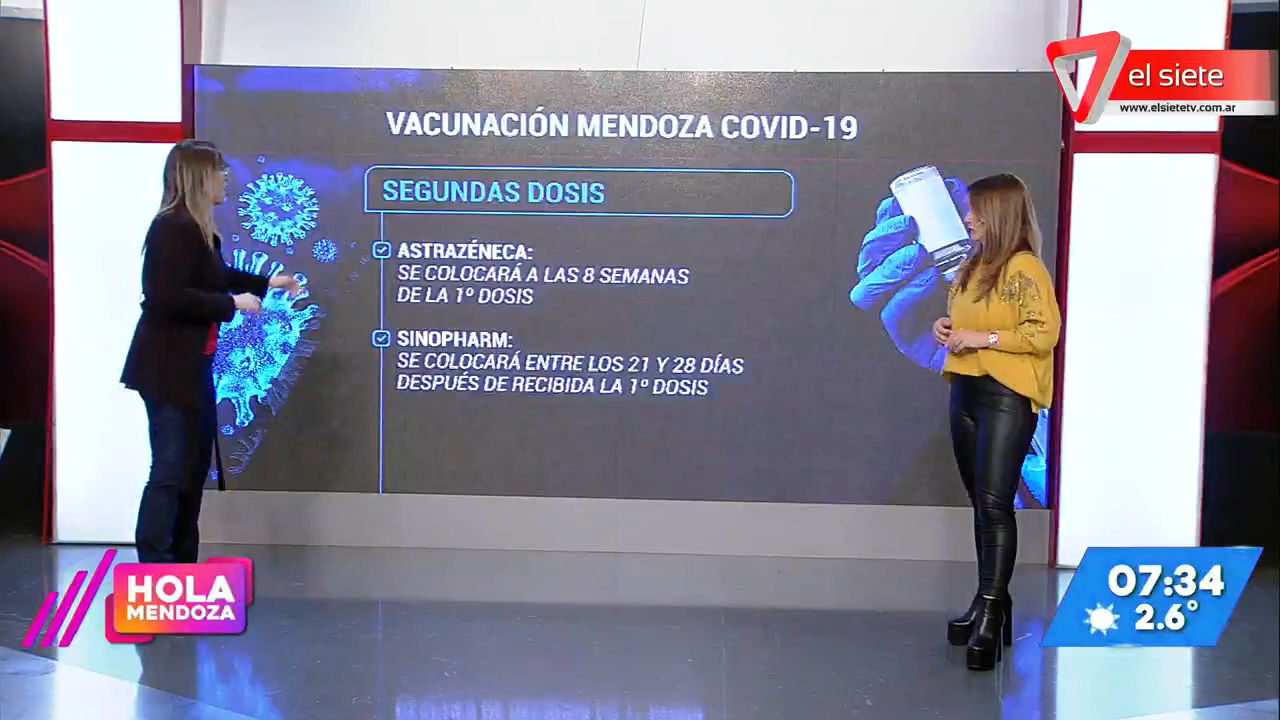 el siete
www.elsietetv.com.ar
VACUNACIÓN MENDOZA COVID-19
SEGUNDAS DOSIS
ASTRAZÉNECA:
SE COLOCARÁ A LAS 8 SEMANAS
DE LA 1º DOSIS
SINOPHARM:
SE COLOCARÁ ENTRE LOS 21 Y 28 DÍAS
DESPUÉS DE RECIBIDA LA 1º DOSIS
HOLA
MENDOZA
07:34
2.6°